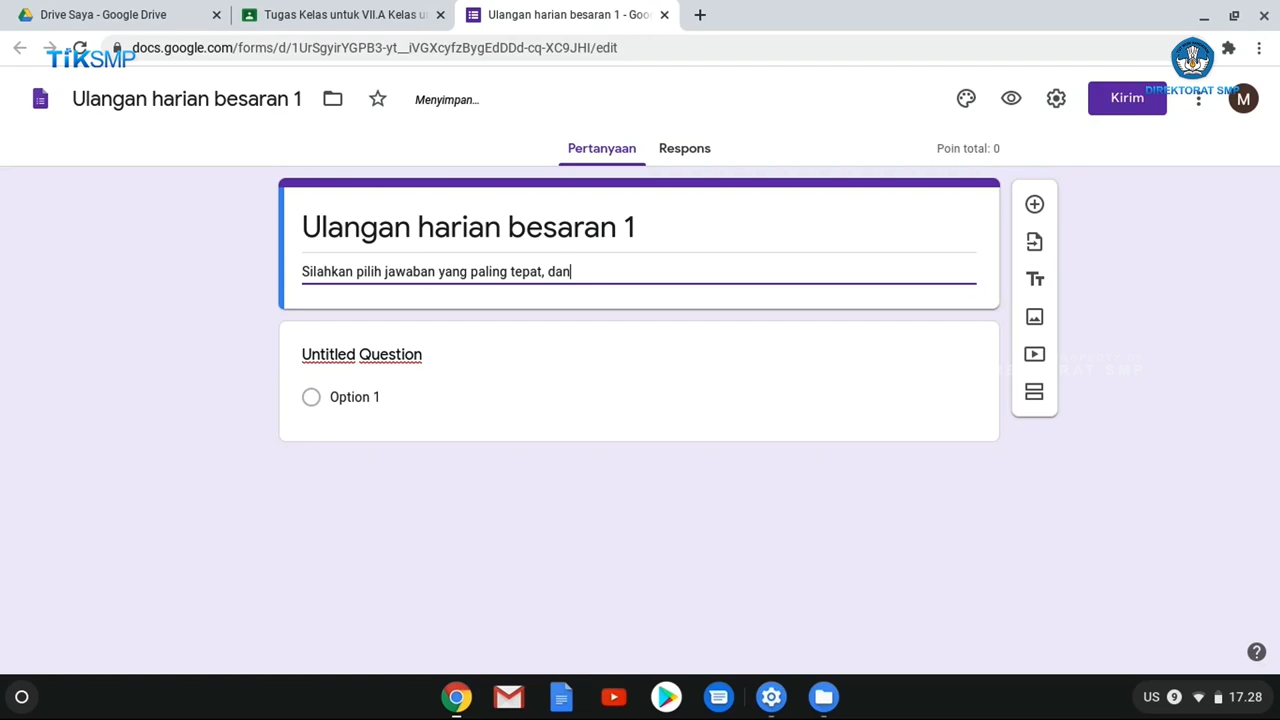 Drive Saya - Google Drive
Tugas Kelas untuk VII.A Kelas u
Ulangan harian besaran 1 - Goo
docs.google.com/forms/d/1UrSgyirYGPB3-yt__iVGXcyfzBygEdDDd-cq-XC9JHI/edit
TIKSMP
DIREKTORAT SMP
Ulangan harian besaran 1
Menyimpan...
Kirim
M
Pertanyaan
Respons
Poin total: 0
Ulangan harian besaran 1
Silahkan pilih jawaban yang paling tepat, dan
Untitled Question
Option 1
US 9 17.28